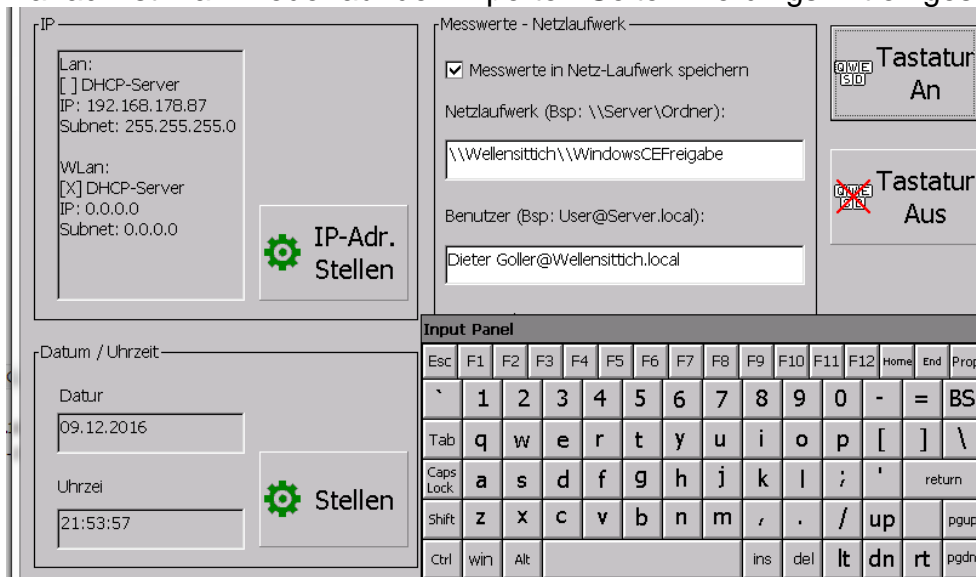 IP
Lan:
[ ] DHCP-Server
IP: 192.168.178.87
Subnet: 255.255.255.0
WLan:
[X] DHCP-Server
IP: 0.0.0.0
Subnet: 0.0.0.0
IP-Adr.
Stellen
Messwerte - Netzlaufwerk
Messwerte in Netz-Laufwerk speichern
Netzlaufwerk (Bsp: \\Server\Ordner):
\\Wellensittich\\WindowsCEFreigabe
Benutzer (Bsp: User@Server.local):
Dieter Goller@Wellensittich.local
QWE
SD
Tastatur
An
Tastatur
Aus
Datum / Uhrzeit
Datur
09.12.2016
Uhrzei
21:53:57
Stellen
Input Panel
Esc F1 F2 F3 F4 F5 F6 F7 F8 F9 F10 F11 F12 Home End Prop
` 1 2 3 4 5 6 7 8 9 0 - = BS
Tab q w e r t y u i o p [ ] \
Caps Lock a s d f g h j k l ; ' return
Shift z x c v b n m , . / up pgup
Ctrl win Alt ins del lt dn rt pgdn